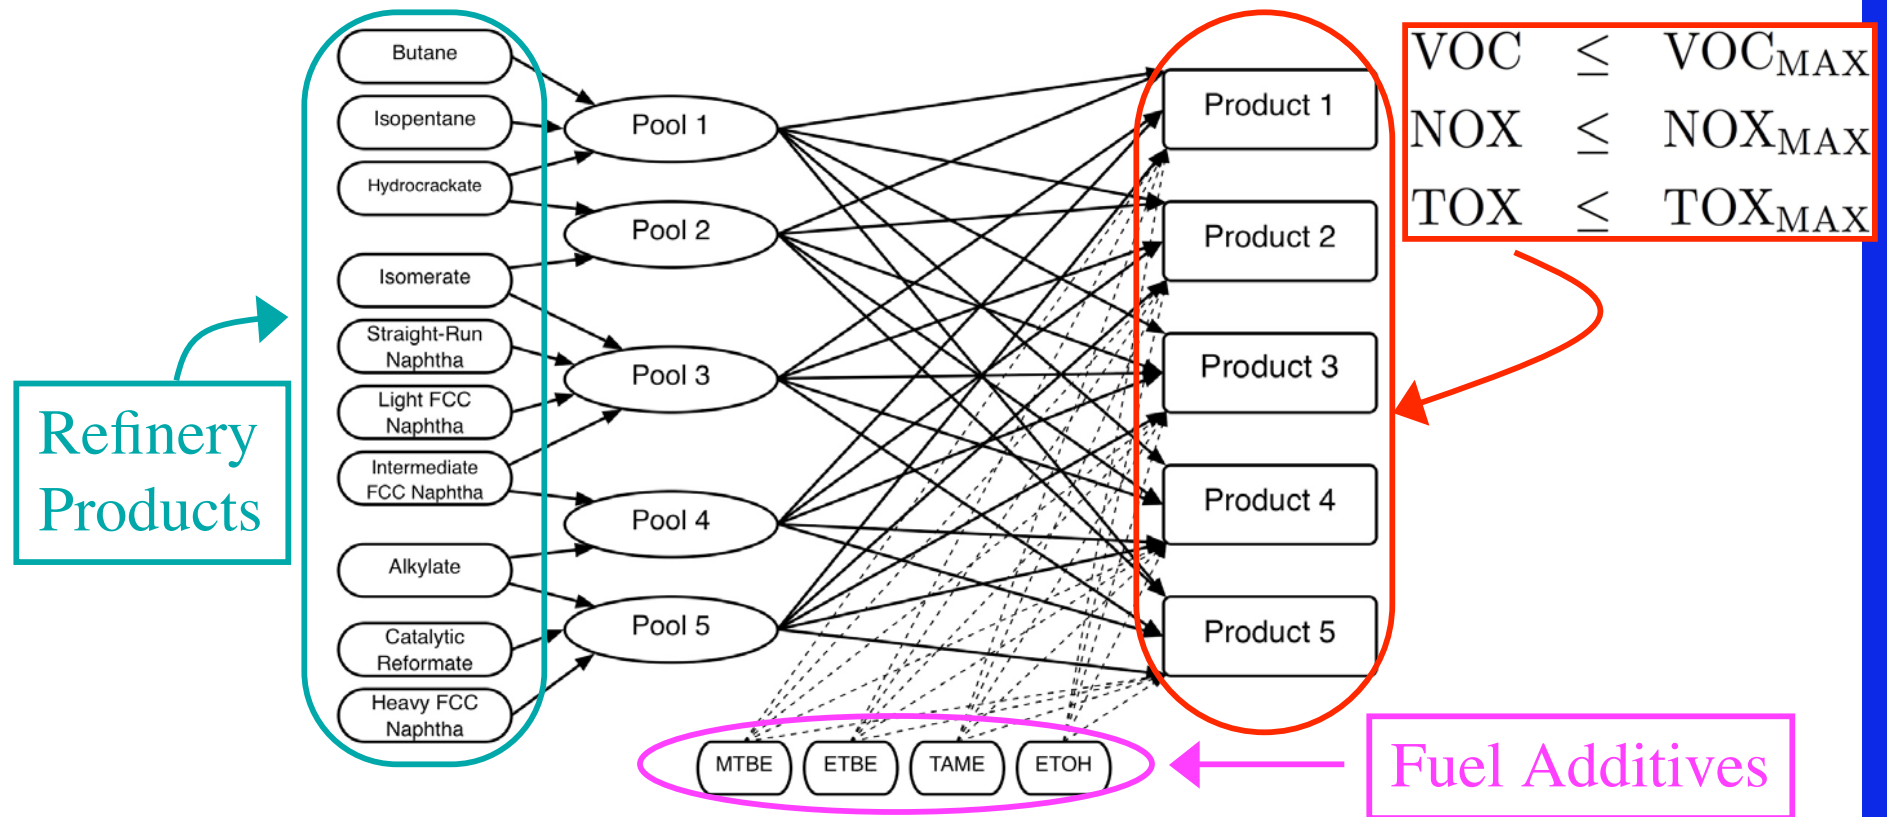 Butane
Isopentane
Hydrocrackate
Isomerate
Straight-Run
Naphtha
Light FCC
Naphtha
Intermediate
FCC Naphtha
Alkylate
Catalytic
Reformate
Heavy FCC
Naphtha
Refinery
Products
Pool 1
Pool 2
Pool 3
Pool 4
Pool 5
Product 1
Product 2
Product 3
Product 4
Product 5
VOC ≤ VOCMAX
NOX ≤ NOXMAX
TOX ≤ TOXMAX
MTBE
ETBE
TAME
ETOH
Fuel Additives